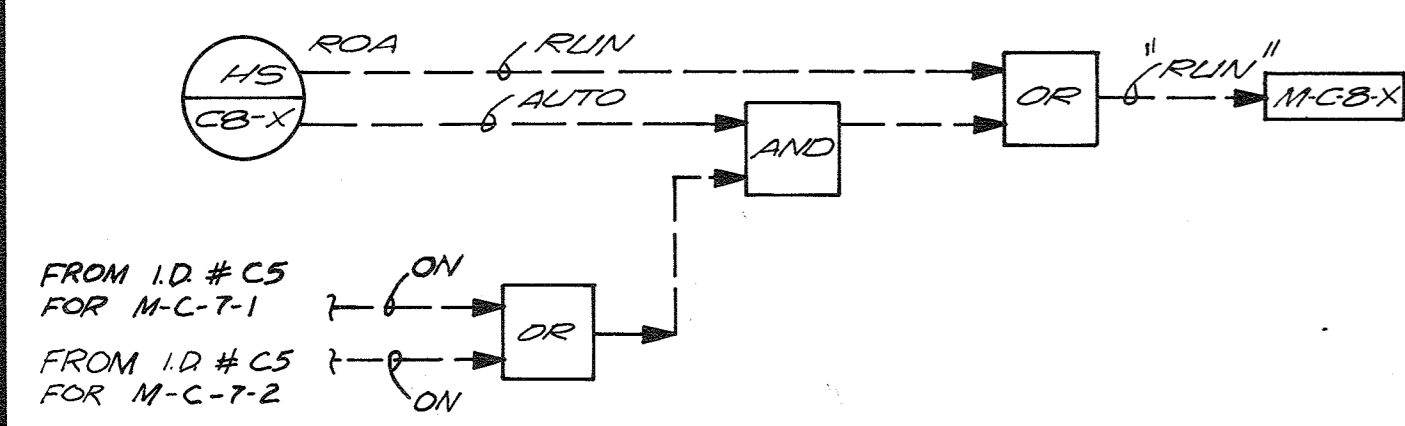 ROA
RUN
HS
C8-X
AUTO
OR
"RUN"
M-C-8-X
AND
FROM I.D. # C5
FOR M-C-7-1
ON
OR
FROM I.D. # C5
FOR M-C-7-2
ON